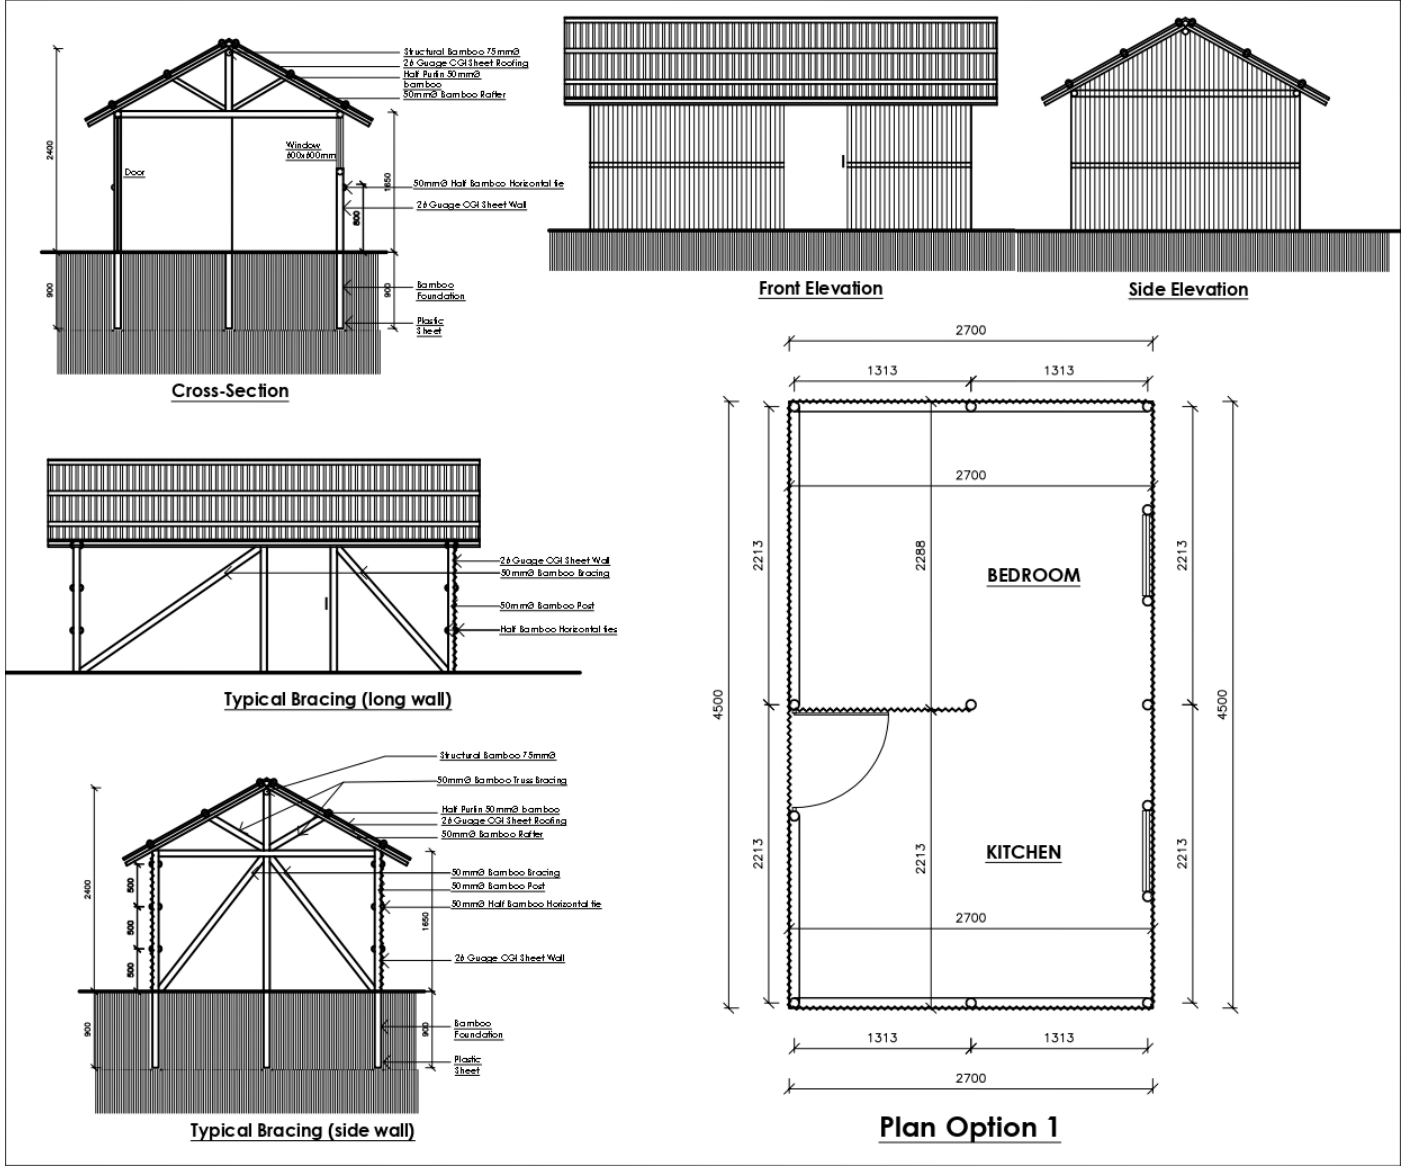 Structural Bamboo 75mmØ
26 Guage CGI Sheet Roofing
Half Purlin 50mmØ
bamboo
50mmØ Bamboo Rafter
2400
Window
600x600mm
Door
1650
50mmØ Half Bamboo Horizontal tie
26 Guage CGI Sheet Wall
800
900
900
Bamboo
Foundation
Plastic
Sheet
Cross-Section
Front Elevation
Side Elevation
26 Guage CGI Sheet Wall
50mmØ Bamboo Bracing
50mmØ Bamboo Post
Half Bamboo Horizontal ties
Typical Bracing (long wall)
Structural Bamboo 75mmØ
50mmØ Bamboo Truss Bracing
Half Purlin 50mmØ bamboo
26 Guage CGI Sheet Roofing
50mmØ Bamboo Rafter
2400
500
500
500
1650
50mmØ Bamboo Bracing
50mmØ Bamboo Post
50mmØ Half Bamboo Horizontal tie
26 Guage CGI Sheet Wall
900
900
Bamboo
Foundation
Plastic
Sheet
Typical Bracing (side wall)
2700
1313 1313
2700
2213
2288
2213
BEDROOM
4500
4500
2213
2213
2213
KITCHEN
2700
1313 1313
2700
Plan Option 1